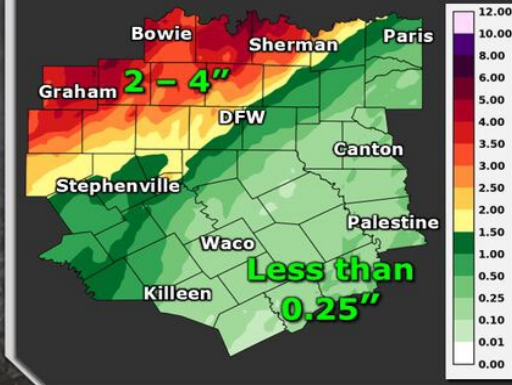 Bowie
Sherman
Paris
Graham
2 – 4”
DFW
Canton
Stephenville
Palestine
Waco
Less than
0.25”
Killeen
12.00
10.00
8.00
6.00
5.00
4.00
3.50
3.00
2.50
2.00
1.50
1.00
0.50
0.25
0.10
0.01
0.00